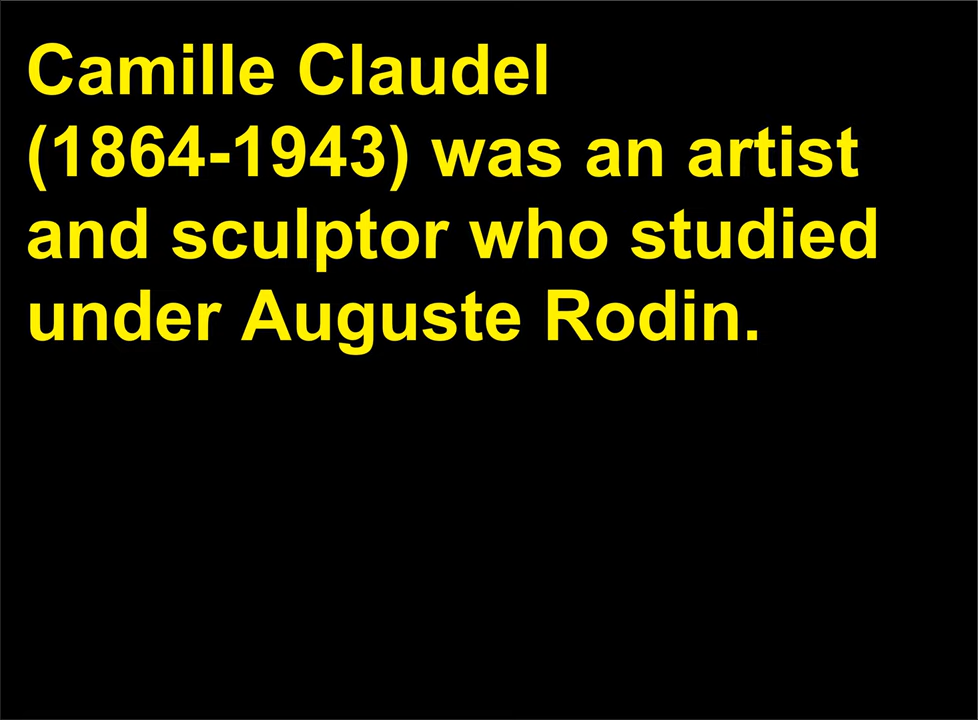 Camille Claudel
(1864-1943) was an artist
and sculptor who studied
under Auguste Rodin.